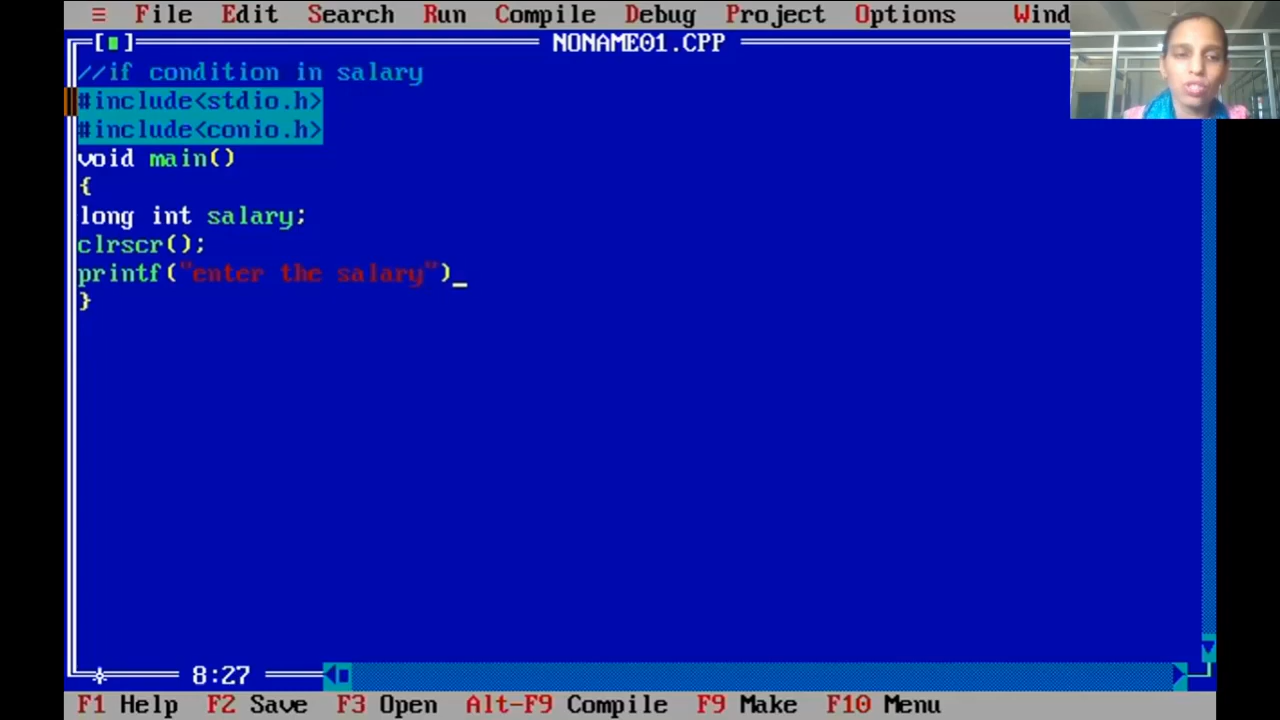 ≡ File Edit Search Run Compile Debug Project Options Wind
[■] NONAME01.CPP
//if condition in salary
#include<stdio.h>
#include<conio.h>
void main()
{
long int salary;
clrscr();
printf("enter the salary")_
}
8:27
F1 Help F2 Save F3 Open Alt-F9 Compile F9 Make F10 Menu